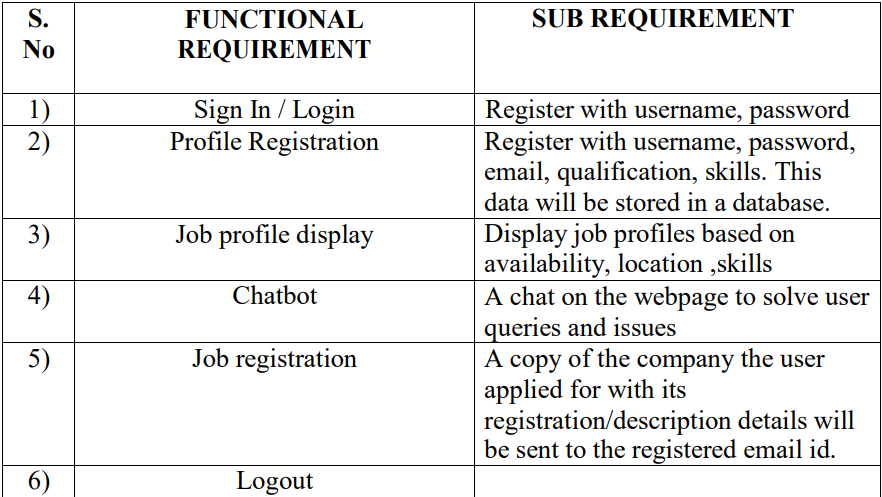 S. No FUNCTIONAL REQUIREMENT SUB REQUIREMENT
1) Sign In / Login Register with username, password
2) Profile Registration Register with username, password,
email, qualification, skills. This
data will be stored in a database.
3) Job profile display Display job profiles based on
availability, location ,skills
4) Chatbot A chat on the webpage to solve user
queries and issues
5) Job registration A copy of the company the user
applied for with its
registration/description details will
be sent to the registered email id.
6) Logout